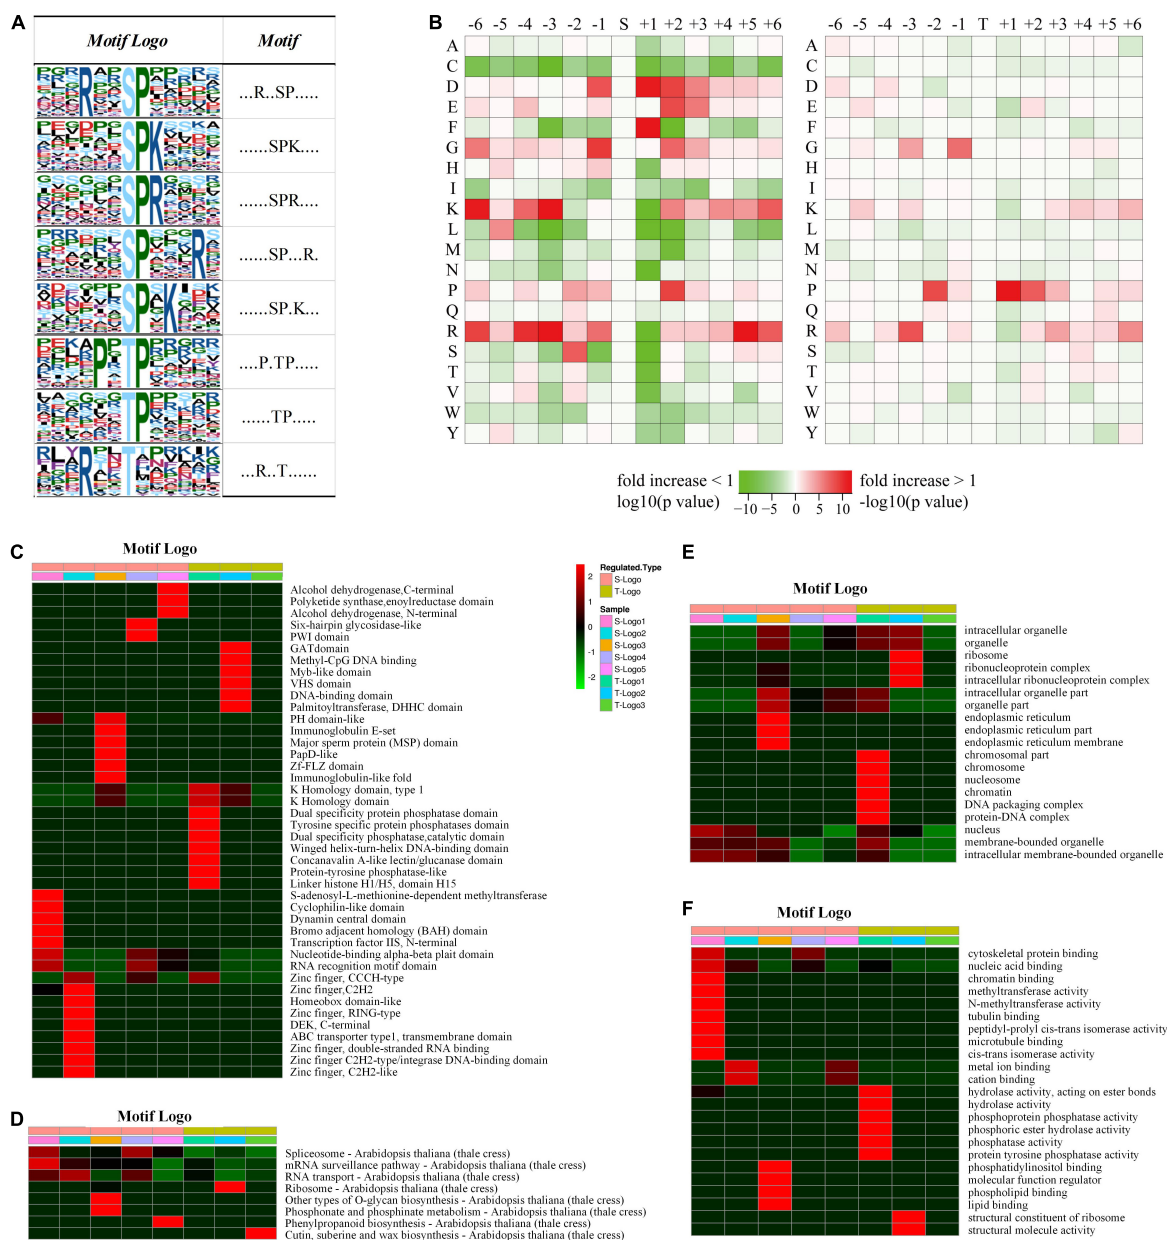 A
Motif Logo Motif
...R..SP.....
......SPK....
......SPR....
......SP...R.
......SP.K...
....P.TP.....
......TP.....
...R..T......
B
-6 -5 -4 -3 -2 -1 S +1 +2 +3 +4 +5 +6
A
C
D
E
F
G
H
I
K
L
M
N
P
Q
R
S
T
V
W
Y
-6 -5 -4 -3 -2 -1 T +1 +2 +3 +4 +5 +6
A
C
D
E
F
G
H
I
K
L
M
N
P
Q
R
S
T
V
W
Y
fold increase < 1
log10(p value)
−10 −5 0 5 10
fold increase > 1
-log10(p value)
C
Motif Logo
Alcohol dehydrogenase,C-terminal
Polyketide synthase,enoylreductase domain
Alcohol dehydrogenase, N-terminal
Six-hairpin glycosidase-like
PWI domain
GATdomain
Methyl-CpG DNA binding
Myb-like domain
VHS domain
DNA-binding domain
Palmitoyltransferase, DHHC domain
PH domain-like
Immunoglobulin E-set
Major sperm protein (MSP) domain
PapD-like
Zf-FLZ domain
Immunoglobulin-like fold
K Homology domain, type 1
K Homology domain
Dual specificity protein phosphatase domain
Tyrosine specific protein phosphatases domain
Dual specificity phosphatase,catalytic domain
Winged helix-turn-helix DNA-binding domain
Concanavalin A-like lectin/glucanase domain
Protein-tyrosine phosphatase-like
Linker histone H1/H5, domain H15
S-adenosyl-L-methionine-dependent methyltransferase
Cyclophilin-like domain
Dynamin central domain
Bromo adjacent homology (BAH) domain
Transcription factor IIS, N-terminal
Nucleotide-binding alpha-beta plait domain
RNA recognition motif domain
Zinc finger, CCCH-type
Zinc finger,C2H2
Homeobox domain-like
Zinc finger, RING-type
DEK, C-terminal
ABC transporter type1, transmembrane domain
Zinc finger, double-stranded RNA binding
Zinc finger C2H2-type/integrase DNA-binding domain
Zinc finger, C2H2-like
2
1
0
-1
-2
Regulated.Type
S-Logo
T-Logo
Sample
S-Logo1
S-Logo2
S-Logo3
S-Logo4
S-Logo5
T-Logo1
T-Logo2
T-Logo3
D
Motif Logo
Spliceosome - Arabidopsis thaliana (thale cress)
mRNA surveillance pathway - Arabidopsis thaliana (thale cress)
RNA transport - Arabidopsis thaliana (thale cress)
Ribosome - Arabidopsis thaliana (thale cress)
Other types of O-glycan biosynthesis - Arabidopsis thaliana (thale cress)
Phosphonate and phosphinate metabolism - Arabidopsis thaliana (thale cress)
Phenylpropanoid biosynthesis - Arabidopsis thaliana (thale cress)
Cutin, suberine and wax biosynthesis - Arabidopsis thaliana (thale cress)
E
Motif Logo
intracellular organelle
organelle
ribosome
ribonucleoprotein complex
intracellular ribonucleoprotein complex
intracellular organelle part
organelle part
endoplasmic reticulum
endoplasmic reticulum part
endoplasmic reticulum membrane
chromosomal part
chromosome
nucleosome
chromatin
DNA packaging complex
protein-DNA complex
nucleus
membrane-bounded organelle
intracellular membrane-bounded organelle
F
Motif Logo
cytoskeletal protein binding
nucleic acid binding
chromatin binding
methyltransferase activity
N-methyltransferase activity
tubulin binding
peptidyl-prolyl cis-trans isomerase activity
microtubule binding
cis-trans isomerase activity
metal ion binding
cation binding
hydrolase activity, acting on ester bonds
hydrolase activity
phosphoprotein phosphatase activity
phosphoric ester hydrolase activity
phosphatase activity
protein tyrosine phosphatase activity
phosphatidylinositol binding
molecular function regulator
phospholipid binding
lipid binding
structural constituent of ribosome
structural molecule activity